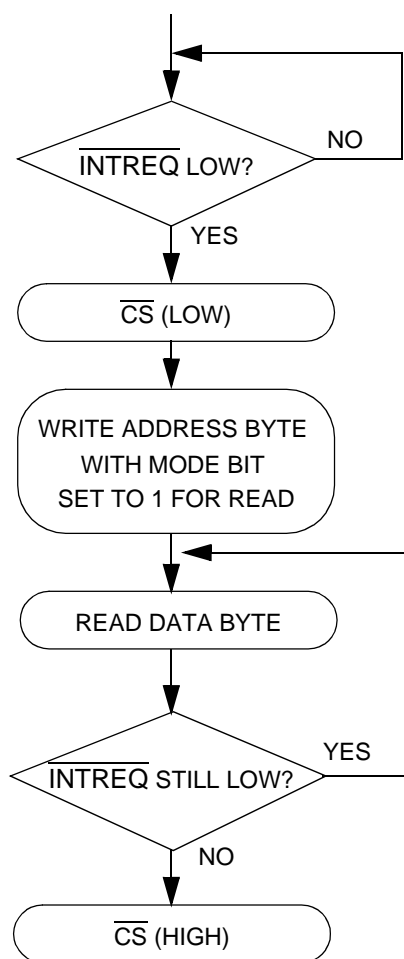 INTREQ LOW?
NO
YES
CS (LOW)
WRITE ADDRESS BYTE
WITH MODE BIT
SET TO 1 FOR READ
READ DATA BYTE
YES
INTREQ STILL LOW?
NO
CS (HIGH)